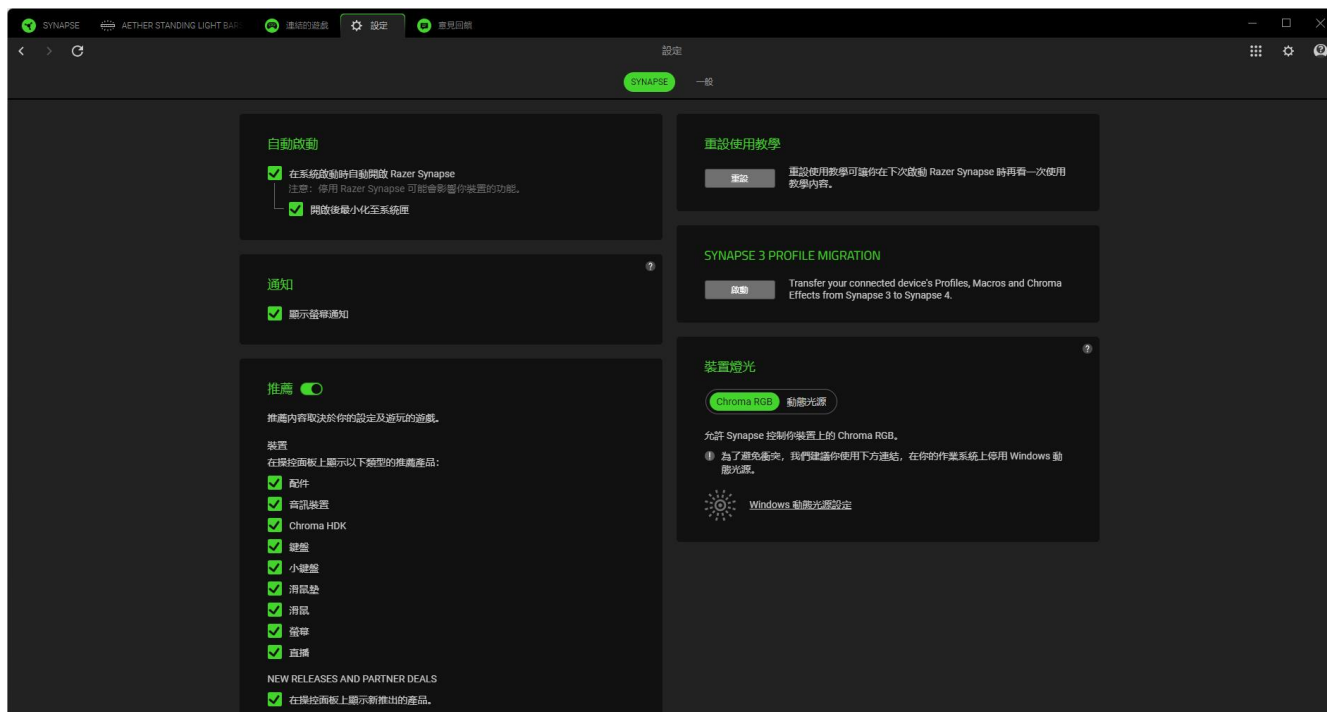 SYNAPSE
AETHER STANDING LIGHT BAR
連結的遊戲
設定
意見回饋
設定
SYNAPSE
一般
自動啟動
在系統啟動時自動開啟 Razer Synapse
注意：停用 Razer Synapse 可能會影響你裝置的功能。
開啟後最小化至系統匣
通知
顯示螢幕通知
推薦
推薦內容取決於你的設定及遊玩的遊戲。
裝置
在操控面板上顯示以下類型的推薦產品：
配件
音訊裝置
Chroma HDK
鍵盤
小鍵盤
滑鼠墊
滑鼠
螢幕
直播
NEW RELEASES AND PARTNER DEALS
在操控面板上顯示新推出的產品。
重設使用教學
重設
重設使用教學可讓你在下次啟動 Razer Synapse 時再看一次使用
教學內容。
SYNAPSE 3 PROFILE MIGRATION
啟動
Transfer your connected device's Profiles, Macros and Chroma
Effects from Synapse 3 to Synapse 4.
裝置燈光
Chroma RGB
動態光源
允許 Synapse 控制你裝置上的 Chroma RGB。
為了避免衝突，我們建議你使用下方連結，在你的作業系統上停用 Windows 動
態光源。
Windows 動態光源設定